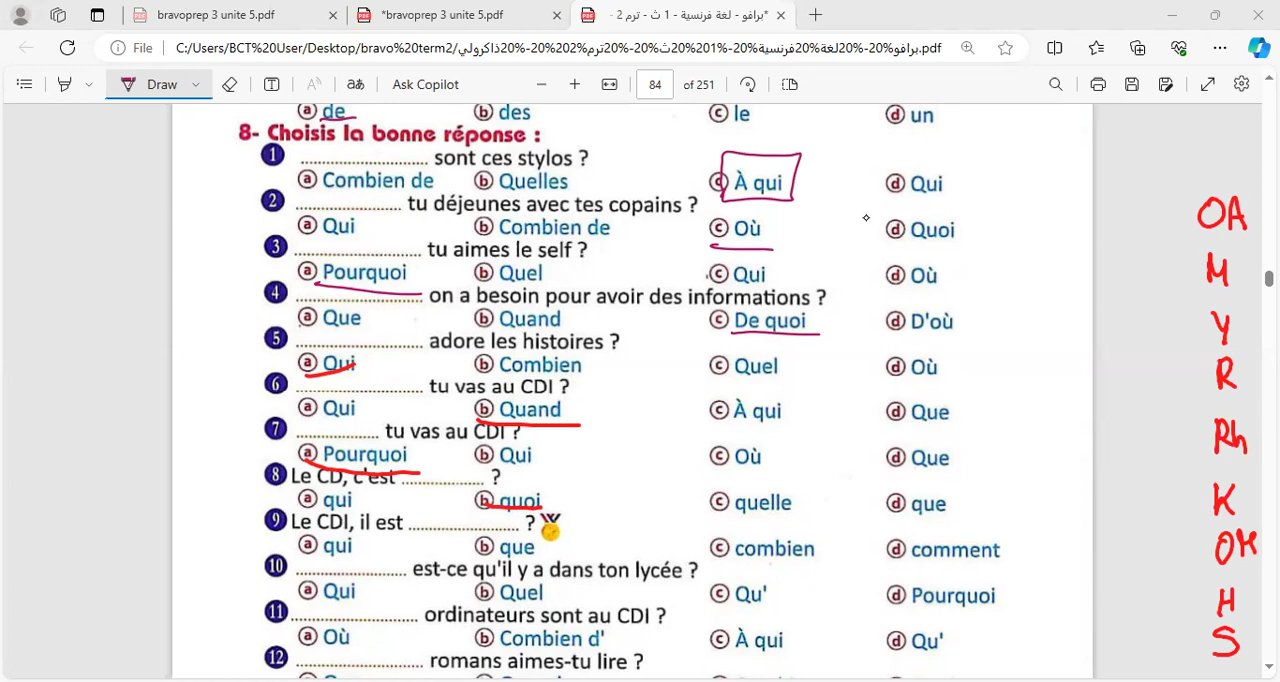 bravoprep 3 unite 5.pdf
*bravoprep 3 unite 5.pdf
*برافو - لغة فرنسية - 1 ث - ترم 2 -
File C:/Users/BCT%20User/Desktop/bravo%20term2/برافو%20-%20لغة%20فرنسية%20-%201%20ث%20-%20ترم%202%20-%20ذاكرولي.pdf
Draw
Ask Copilot
84 of 251
a de b des c le d un
8- Choisis la bonne réponse :
1 .............................. sont ces stylos ?
a Combien de b Quelles c À qui d Qui
2 ......................... tu déjeunes avec tes copains ?
a Qui b Combien de c Où d Quoi
3 .............................. tu aimes le self ?
a Pourquoi b Quel c Qui d Où
4 .............................. on a besoin pour avoir des informations ?
a Que b Quand c De quoi d D'où
5 .............................. adore les histoires ?
a Qui b Combien c Quel d Où
6 .............................. tu vas au CDI ?
a Qui b Quand c À qui d Que
7 ................... tu vas au CDI ?
a Pourquoi b Qui c Où d Que
8 Le CD, c'est ................... ?
a qui b quoi c quelle d que
9 Le CDI, il est ......................... ?
a qui b que c combien d comment
10 .......................... est-ce qu'il y a dans ton lycée ?
a Qui b Quel c Qu' d Pourquoi
11 .............................. ordinateurs sont au CDI ?
a Où b Combien d' c À qui d Qu'
12 .............................. romans aimes-tu lire ?
OA
M
Y
R
Rh
K
OM
H
S